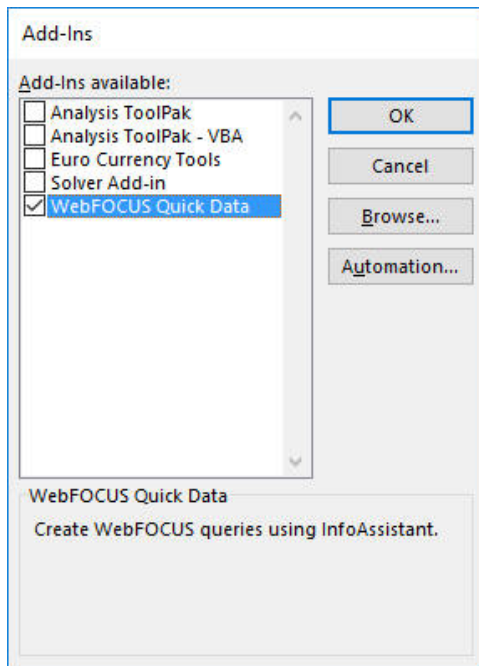 Add-Ins
Add-Ins available:
Analysis ToolPak
Analysis ToolPak - VBA
Euro Currency Tools
Solver Add-in
WebFOCUS Quick Data
OK
Cancel
Browse...
Automation...
WebFOCUS Quick Data
Create WebFOCUS queries using InfoAssistant.